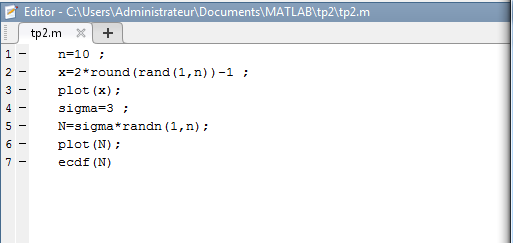 Editor - C:\Users\Administrateur\Documents\MATLAB\tp2\tp2.m
tp2.m × +
1 – n=10 ;
2 – x=2*round(rand(1,n))-1 ;
3 – plot(x);
4 – sigma=3 ;
5 – N=sigma*randn(1,n);
6 – plot(N);
7 – ecdf(N)